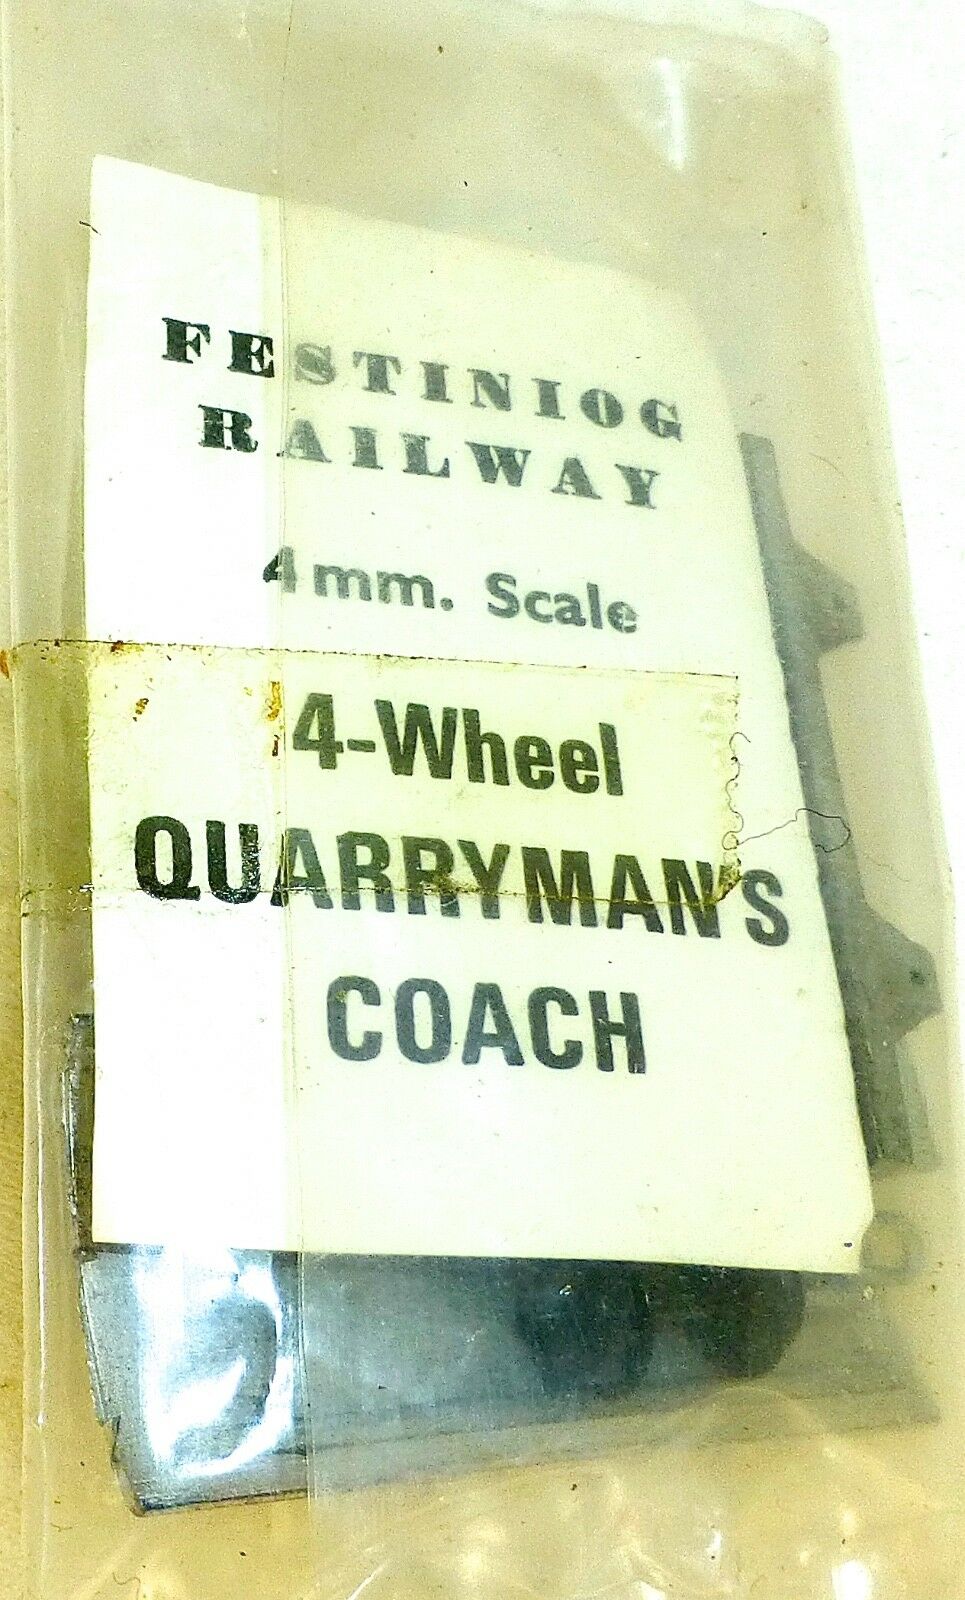 FESTINIOG
RAILWAY
4mm. Scale
4-Wheel
QUARRYMAN'S
COACH